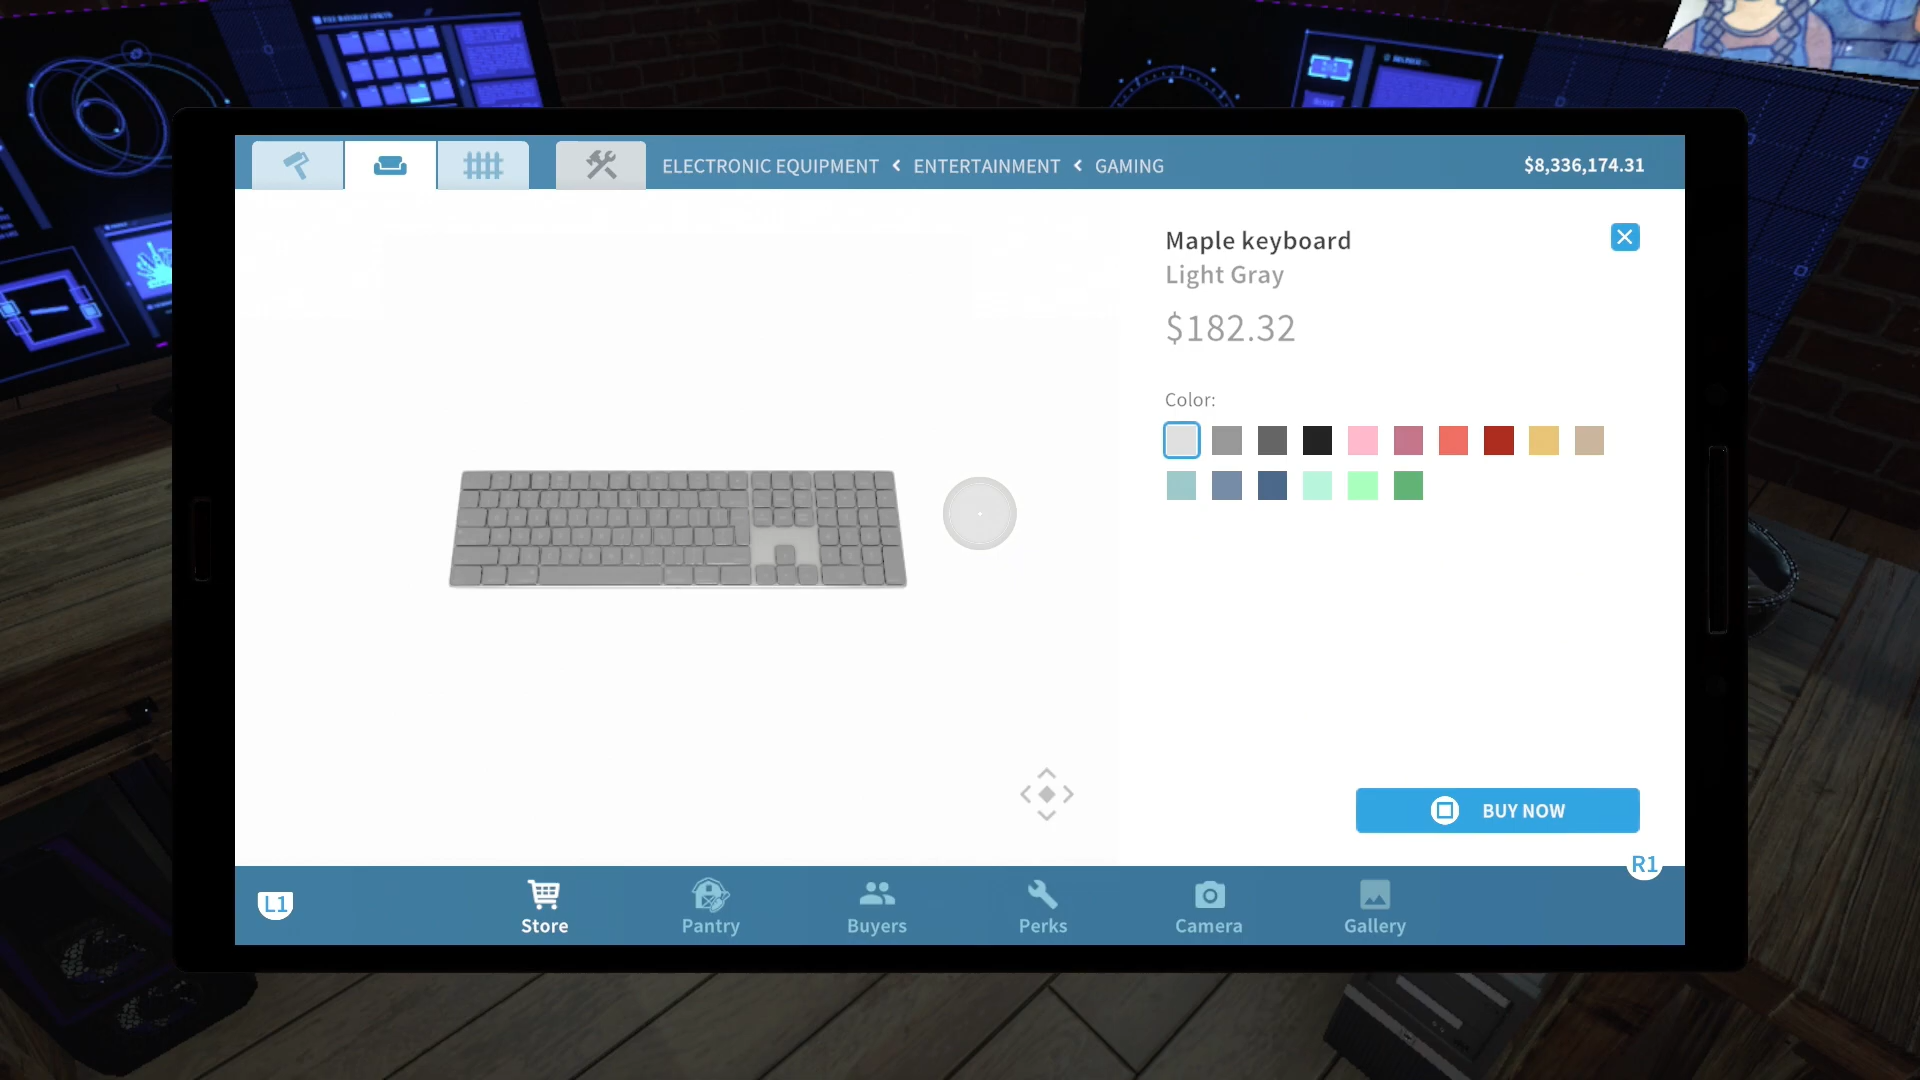 ELECTRONIC EQUIPMENT < ENTERTAINMENT < GAMING
$8,336,174.31
Maple keyboard
Light Gray
$182.32
Color:
BUY NOW
R1
L1
Store
Pantry
Buyers
Perks
Camera
Gallery